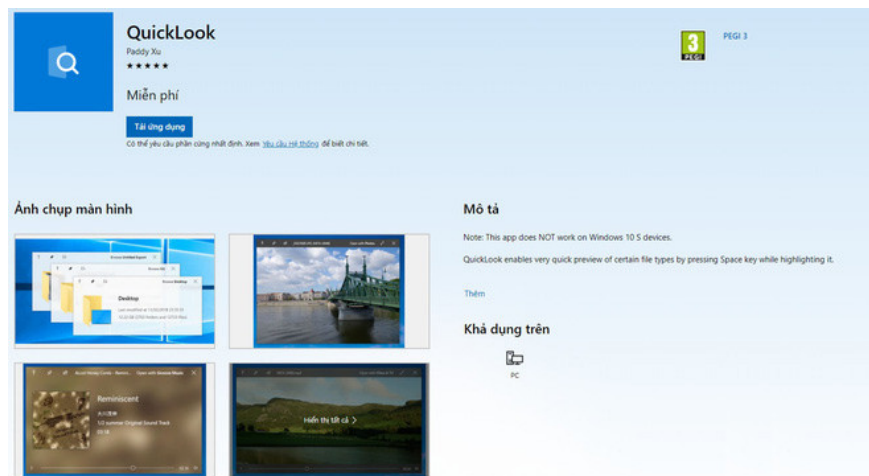 QuickLook
Paddy Xu
★★★★★
Miễn phí
Tải ứng dụng
Có thể yêu cầu phần cứng nhất định. Xem Yêu cầu Hệ thống để biết chi tiết.
3
PEGI
PEGI 3
Ảnh chụp màn hình
Desktop
Reminiscent
Hiển thị tất cả
Mô tả
Note: This app does NOT work on Windows 10 S devices.
QuickLook enables very quick preview of certain file types by pressing Space key while highlighting it.
Thêm
Khả dụng trên
PC